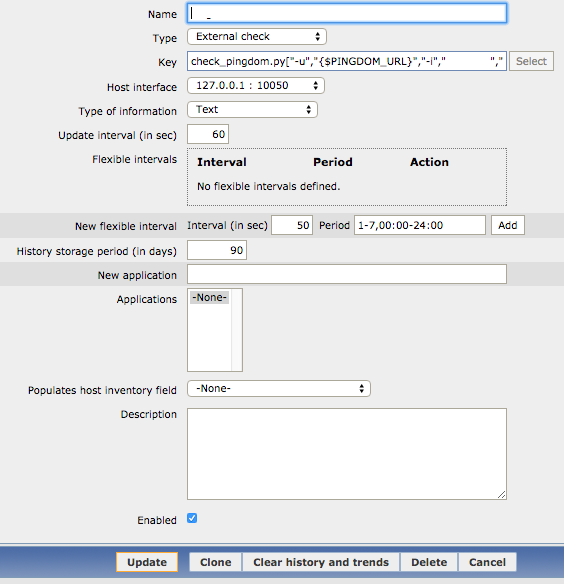 Name
Type External check
Key check_pingdom.py["-u","{$PINGDOM_URL}","-i"," "," Select
Host interface 127.0.0.1 : 10050
Type of information Text
Update interval (in sec) 60
Flexible intervals Interval Period Action
No flexible intervals defined.
New flexible interval Interval (in sec) 50 Period 1-7,00:00-24:00 Add
History storage period (in days) 90
New application
Applications -None-
Populates host inventory field -None-
Description
Enabled
Update Clone Clear history and trends Delete Cancel